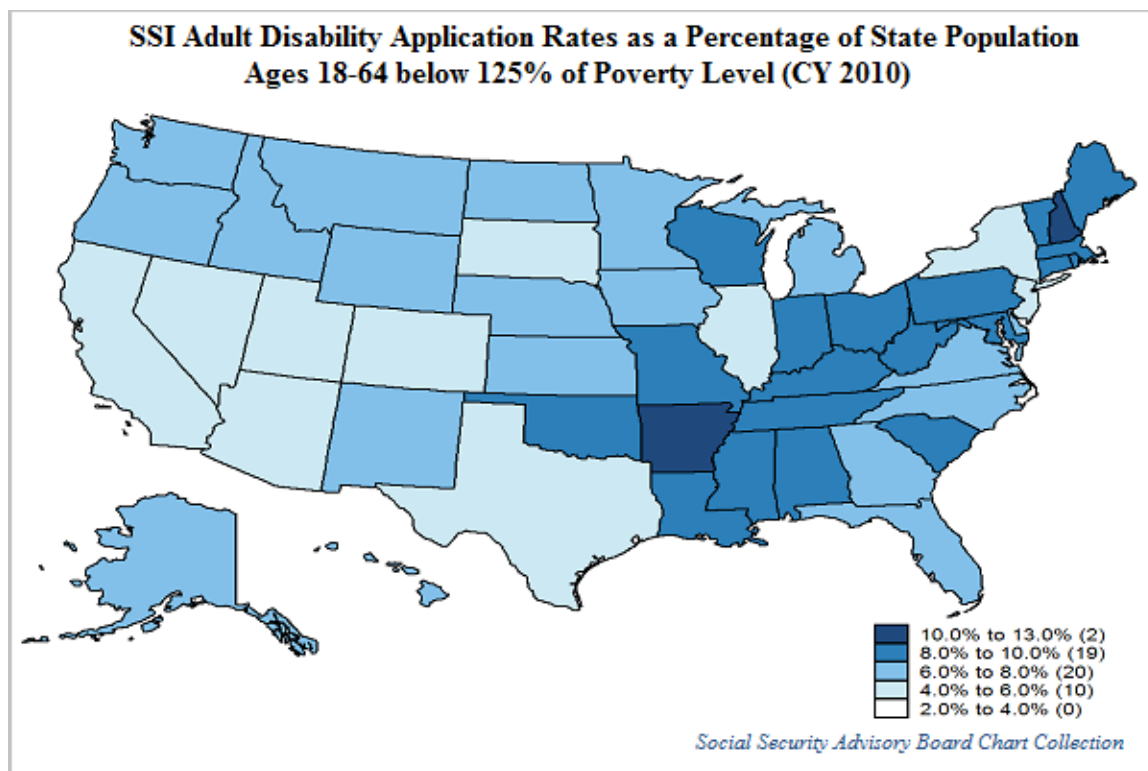 SSI Adult Disability Application Rates as a Percentage of State Population
Ages 18-64 below 125% of Poverty Level (CY 2010)
10.0% to 13.0% (2)
8.0% to 10.0% (19)
6.0% to 8.0% (20)
4.0% to 6.0% (10)
2.0% to 4.0% (0)
Social Security Advisory Board Chart Collection